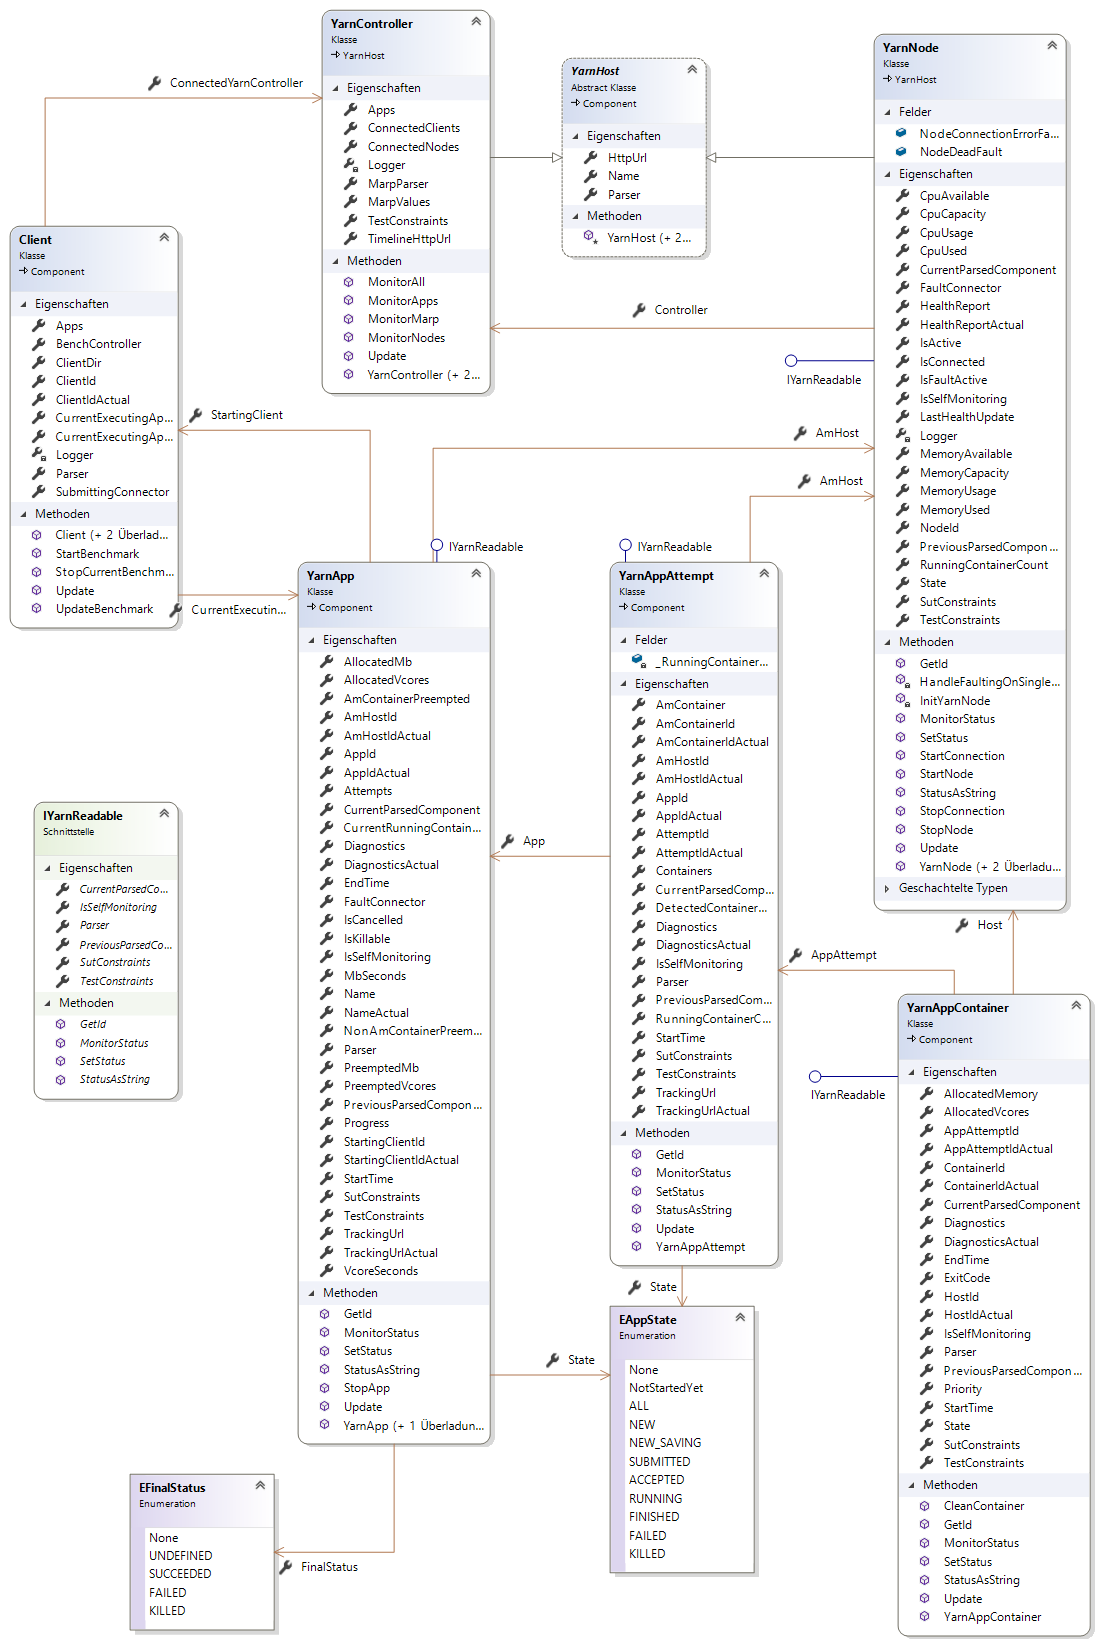 YarnController
Klasse
YarnHost
Eigenschaften
Apps
ConnectedClients
ConnectedNodes
Logger
MarpParser
MarpValues
TestConstraints
TimelineHttpUrl
Methoden
MonitorAll
MonitorApps
MonitorMarp
MonitorNodes
Update
YarnController (+ 2...
ConnectedYarnController
YarnHost
Abstract Klasse
Component
Eigenschaften
HttpUrl
Name
Parser
Methoden
YarnHost (+ 2...
YarnNode
Klasse
YarnHost
Felder
NodeConnectionErrorFa...
NodeDeadFault
Eigenschaften
CpuAvailable
CpuCapacity
CpuUsage
CpuUsed
CurrentParsedComponent
FaultConnector
HealthReport
HealthReportActual
IsActive
IsConnected
IsFaultActive
IsSelfMonitoring
LastHealthUpdate
Logger
MemoryAvailable
MemoryCapacity
MemoryUsage
MemoryUsed
NodeId
PreviousParsedCompon...
RunningContainerCount
State
SutConstraints
TestConstraints
Methoden
GetId
HandleFaultingOnSingle...
InitYarnNode
MonitorStatus
SetStatus
StartConnection
StartNode
StatusAsString
StopConnection
StopNode
Update
YarnNode (+ 2 Überladu...
Geschachtelte Typen
Controller
IYarnReadable
Client
Klasse
Component
Eigenschaften
Apps
BenchController
ClientDir
ClientId
ClientIdActual
CurrentExecutingAp...
CurrentExecutingAp...
Logger
Parser
SubmittingConnector
Methoden
Client (+ 2 Überlad...
StartBenchmark
StopCurrentBenchm...
Update
UpdateBenchmark
StartingClient
CurrentExecutin...
AmHost
AmHost
IYarnReadable
IYarnReadable
YarnApp
Klasse
Component
Eigenschaften
AllocatedMb
AllocatedVcores
AmContainerPreempted
AmHostId
AmHostIdActual
AppId
AppIdActual
Attempts
CurrentParsedComponent
CurrentRunningContain...
Diagnostics
DiagnosticsActual
EndTime
FaultConnector
IsCancelled
IsKillable
IsSelfMonitoring
MbSeconds
Name
NameActual
NonAmContainerPreem...
Parser
PreemptedMb
PreemptedVcores
PreviousParsedCompon...
Progress
StartingClientId
StartingClientIdActual
StartTime
SutConstraints
TestConstraints
TrackingUrl
TrackingUrlActual
VcoreSeconds
Methoden
GetId
MonitorStatus
SetStatus
StatusAsString
StopApp
Update
YarnApp (+ 1 Überladun...
YarnAppAttempt
Klasse
Component
Felder
_RunningContainer...
Eigenschaften
AmContainer
AmContainerId
AmContainerIdActual
AmHostId
AmHostIdActual
AppId
AppIdActual
AttemptId
AttemptIdActual
Containers
CurrentParsedComp...
DetectedContainer...
Diagnostics
DiagnosticsActual
IsSelfMonitoring
Parser
PreviousParsedCom...
RunningContainerC...
StartTime
SutConstraints
TestConstraints
TrackingUrl
TrackingUrlActual
Methoden
GetId
MonitorStatus
SetStatus
StatusAsString
Update
YarnAppAttempt
App
IYarnReadable
Schnittstelle
Eigenschaften
CurrentParsedCo...
IsSelfMonitoring
Parser
PreviousParsedCo...
SutConstraints
TestConstraints
Methoden
GetId
MonitorStatus
SetStatus
StatusAsString
Host
AppAttempt
IYarnReadable
YarnAppContainer
Klasse
Component
Eigenschaften
AllocatedMemory
AllocatedVcores
AppAttemptId
AppAttemptIdActual
ContainerId
ContainerIdActual
CurrentParsedComponent
Diagnostics
DiagnosticsActual
EndTime
ExitCode
HostId
HostIdActual
IsSelfMonitoring
Parser
PreviousParsedCompon...
Priority
StartTime
State
SutConstraints
TestConstraints
Methoden
CleanContainer
GetId
MonitorStatus
SetStatus
StatusAsString
Update
YarnAppContainer
State
State
EAppState
Enumeration
None
NotStartedYet
ALL
NEW
NEW_SAVING
SUBMITTED
ACCEPTED
RUNNING
FINISHED
FAILED
KILLED
EFinalStatus
Enumeration
None
UNDEFINED
SUCCEEDED
FAILED
KILLED
FinalStatus